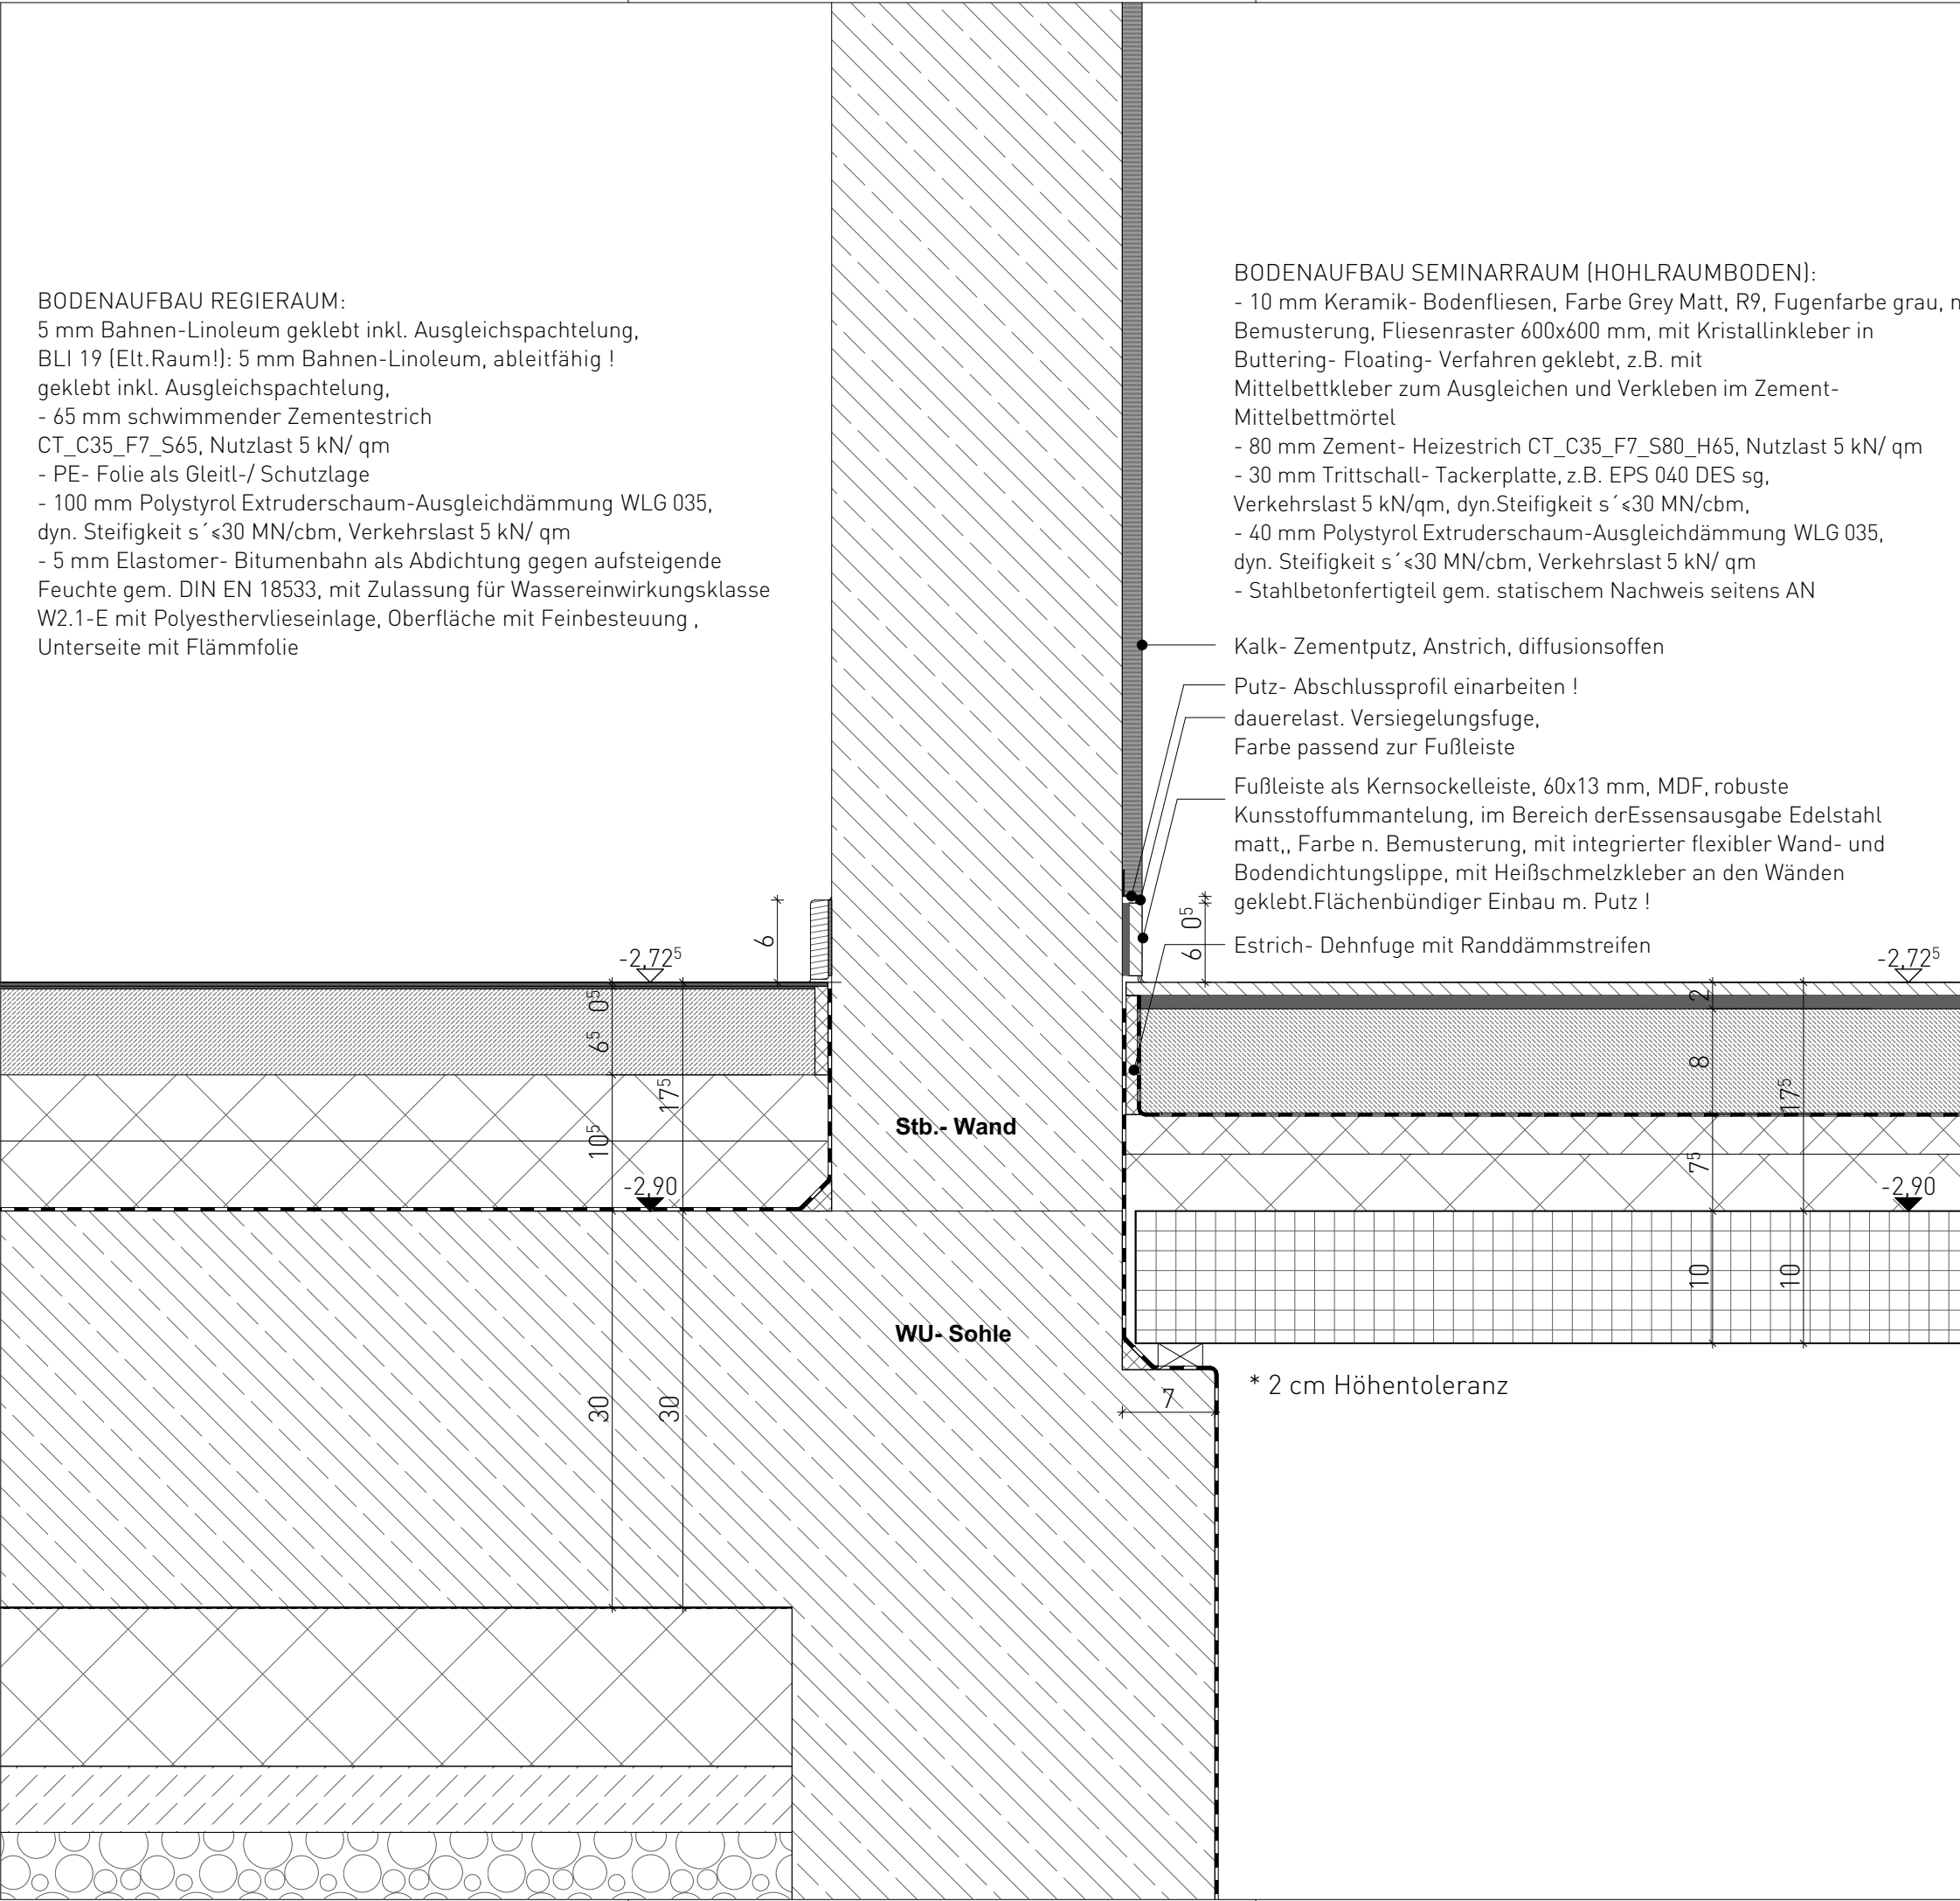 BODENAUFBAU REGIERAUM:
5 mm Bahnen-Linoleum geklebt inkl. Ausgleichspachtelung,
BLI 19 (Elt.Raum!): 5 mm Bahnen-Linoleum, ableitfähig !
geklebt inkl. Ausgleichspachtelung,
- 65 mm schwimmender Zementestrich
CT_C35_F7_S65, Nutzlast 5 kN/ qm
- PE- Folie als Gleitl-/ Schutzlage
- 100 mm Polystyrol Extruderschaum-Ausgleichdämmung WLG 035,
dyn. Steifigkeit s´≤30 MN/cbm, Verkehrslast 5 kN/ qm
- 5 mm Elastomer- Bitumenbahn als Abdichtung gegen aufsteigende
Feuchte gem. DIN EN 18533, mit Zulassung für Wassereinwirkungsklasse
W2.1-E mit Polyesthervlieseinlage, Oberfläche mit Feinbesteuung ,
Unterseite mit Flämmfolie
BODENAUFBAU SEMINARRAUM (HOHLRAUMBODEN):
- 10 mm Keramik- Bodenfliesen, Farbe Grey Matt, R9, Fugenfarbe grau, n
Bemusterung, Fliesenraster 600x600 mm, mit Kristallinkleber in
Buttering- Floating- Verfahren geklebt, z.B. mit
Mittelbettkleber zum Ausgleichen und Verkleben im Zement-
Mittelbettmörtel
- 80 mm Zement- Heizestrich CT_C35_F7_S80_H65, Nutzlast 5 kN/ qm
- 30 mm Trittschall- Tackerplatte, z.B. EPS 040 DES sg,
Verkehrslast 5 kN/qm, dyn.Steifigkeit s´≤30 MN/cbm,
- 40 mm Polystyrol Extruderschaum-Ausgleichdämmung WLG 035,
dyn. Steifigkeit s´≤30 MN/cbm, Verkehrslast 5 kN/ qm
- Stahlbetonfertigteil gem. statischem Nachweis seitens AN
Kalk- Zementputz, Anstrich, diffusionsoffen
Putz- Abschlussprofil einarbeiten !
dauerelast. Versiegelungsfuge,
Farbe passend zur Fußleiste
Fußleiste als Kernsockelleiste, 60x13 mm, MDF, robuste
Kunsstoffummantelung, im Bereich derEssensausgabe Edelstahl
matt,, Farbe n. Bemusterung, mit integrierter flexibler Wand- und
Bodendichtungslippe, mit Heißschmelzkleber an den Wänden
geklebt.Flächenbündiger Einbau m. Putz !
Estrich- Dehnfuge mit Randdämmstreifen
6
6 0⁵
-2,72⁵
-2,72⁵
6⁵ 0⁵
2
8
17⁵
17⁵
10⁵
7⁵
Stb.- Wand
-2,90
-2,90
10
10
WU- Sohle
* 2 cm Höhentoleranz
7
30
30